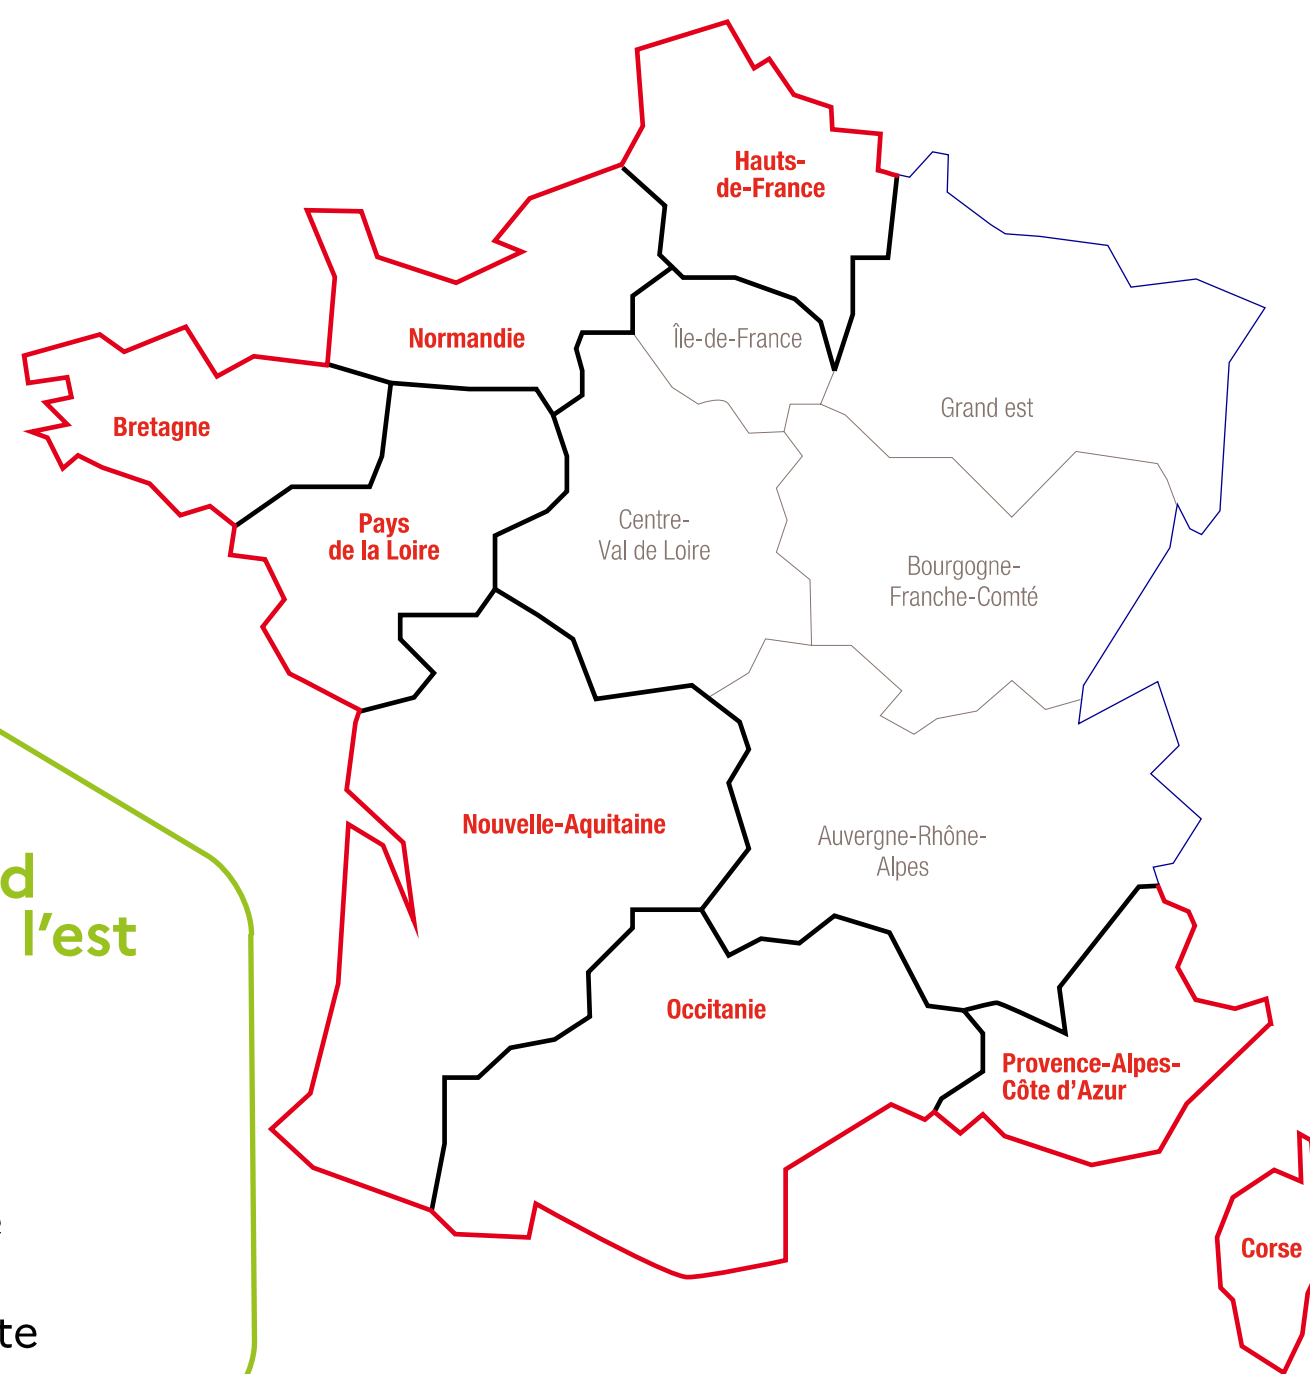 Hauts-
de-France
Normandie
Île-de-France
Bretagne
Grand est
Pays
de la Loire
Centre-
Val de Loire
Bourgogne-
Franche-Comté
Nouvelle-Aquitaine
Auvergne-Rhône-
Alpes
d
l'est
Occitanie
Provence-Alpes-
Côte d'Azur
Corse
te